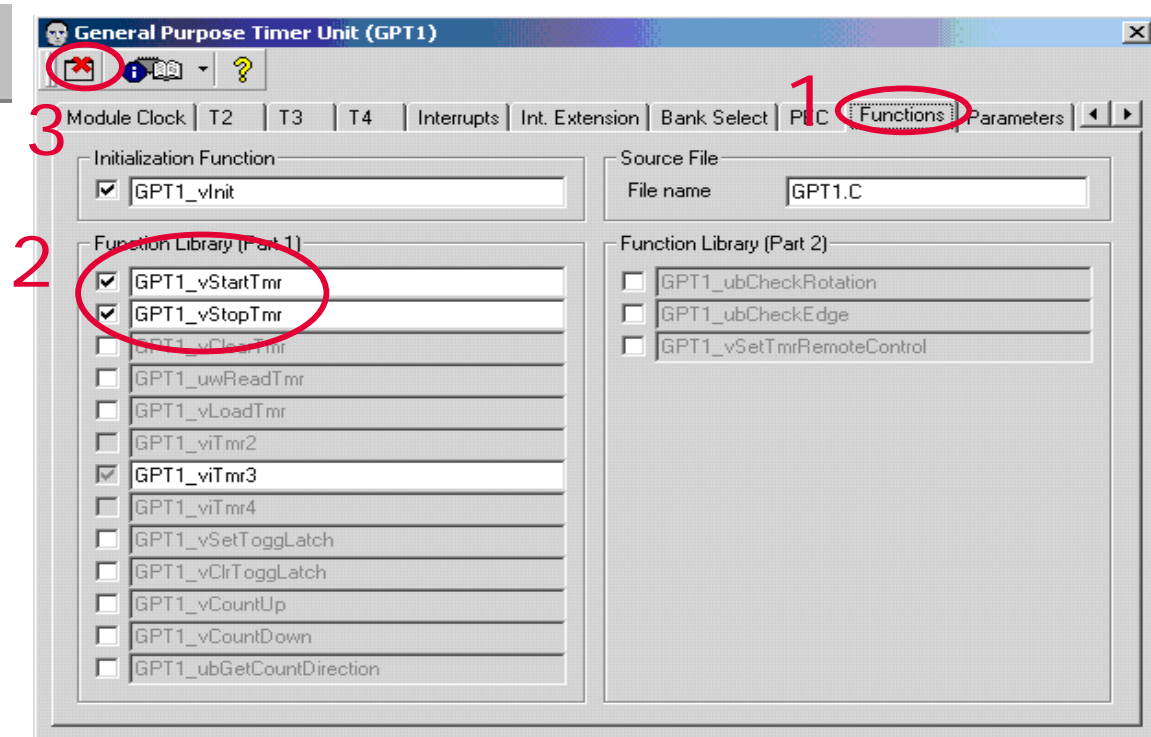 General Purpose Timer Unit (GPT1)
1
3
Module Clock T2 T3 T4 Interrupts Int. Extension Bank Select PEC Functions Parameters
Initialization Function
GPT1_vInit
Source File
File name GPT1.C
2
Function Library (Part 1)
GPT1_vStartTmr
GPT1_vStopTmr
GPT1_vClearTmr
GPT1_uwReadTmr
GPT1_vLoadTmr
GPT1_viTmr2
GPT1_viTmr3
GPT1_viTmr4
GPT1_vSetToggLatch
GPT1_vClrToggLatch
GPT1_vCountUp
GPT1_vCountDown
GPT1_ubGetCountDirection
Function Library (Part 2)
GPT1_ubCheckRotation
GPT1_ubCheckEdge
GPT1_vSetTmrRemoteControl